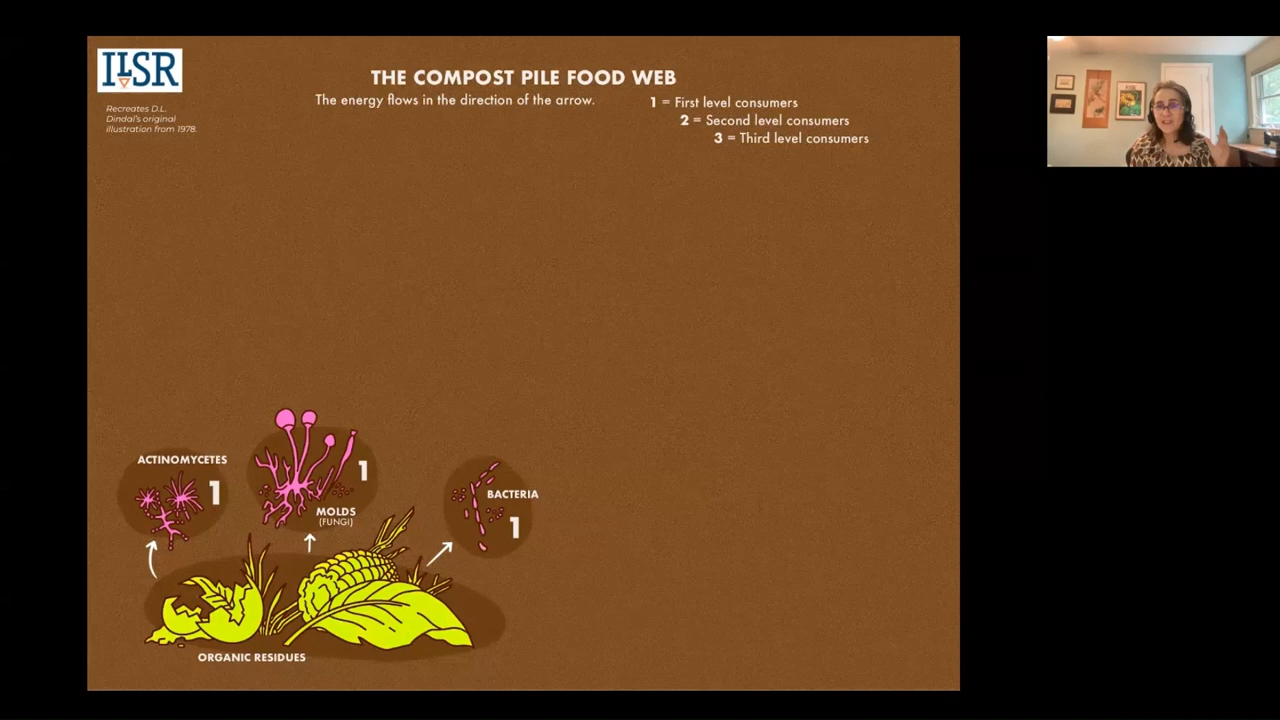 ILSR
Recreates D.L.
Dindal's original
illustration from 1978.
THE COMPOST PILE FOOD WEB
The energy flows in the direction of the arrow.
1 = First level consumers
2 = Second level consumers
3 = Third level consumers
ACTINOMYCETES
1
1
MOLDS
(FUNGI)
BACTERIA
1
ORGANIC RESIDUES